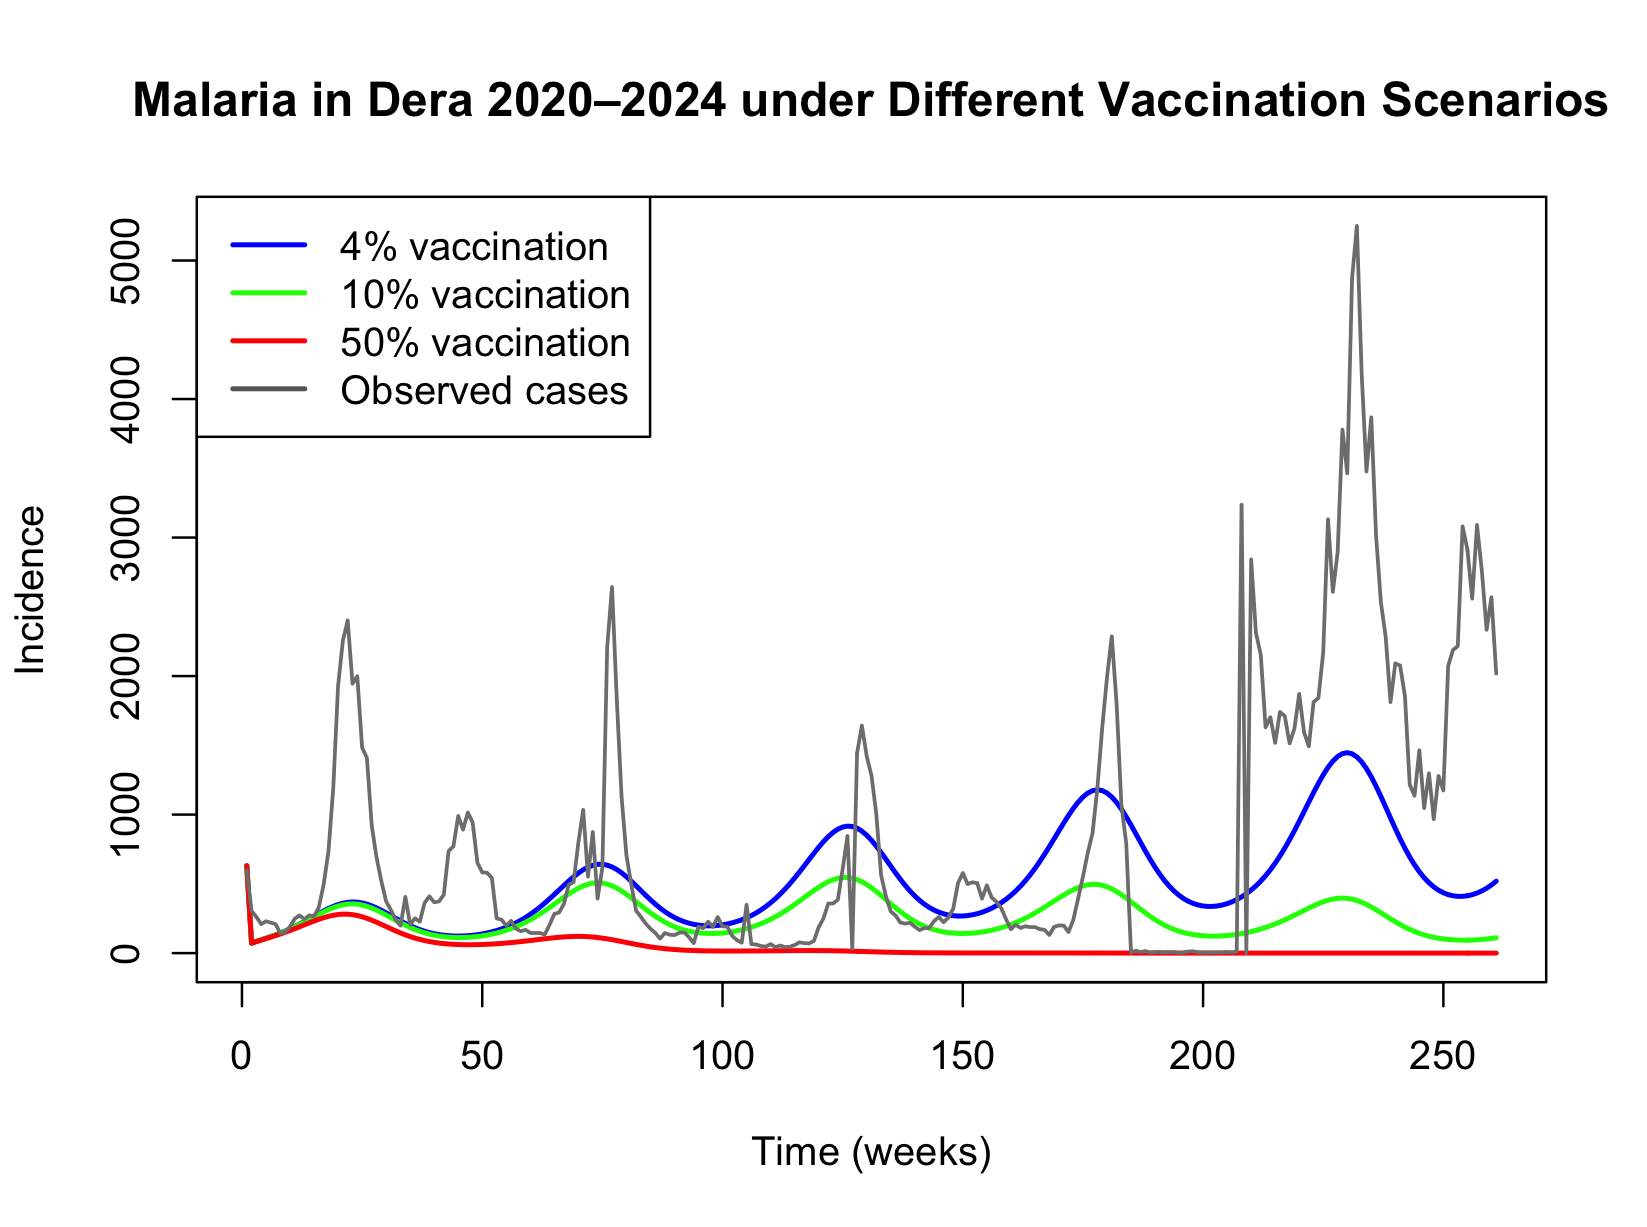 Malaria in Dera 2020–2024 under Different Vaccination Scenarios
4% vaccination
10% vaccination
50% vaccination
Observed cases
Incidence
5000
4000
3000
2000
1000
0
0 50 100 150 200 250
Time (weeks)